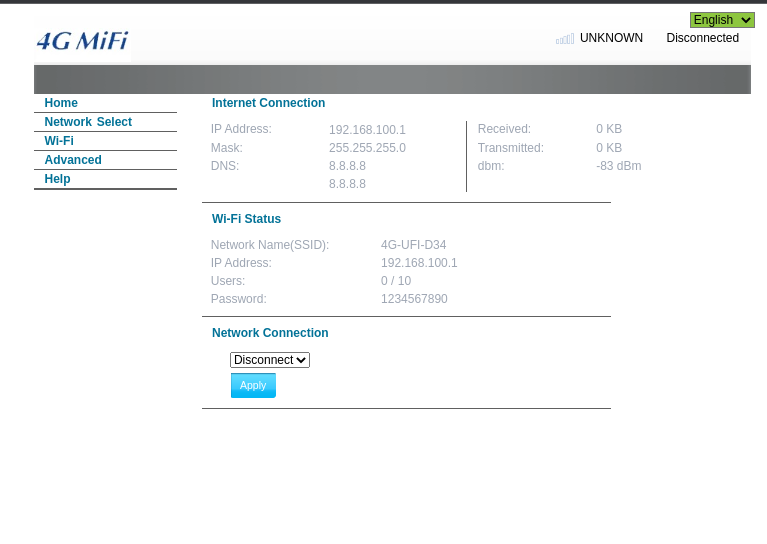 English
4G MiFi
UNKNOWN Disconnected
Home
Network Select
Wi-Fi
Advanced
Help
Internet Connection
IP Address: 192.168.100.1
Mask: 255.255.255.0
DNS: 8.8.8.8
8.8.8.8
Received: 0 KB
Transmitted: 0 KB
dbm: -83 dBm
Wi-Fi Status
Network Name(SSID): 4G-UFI-D34
IP Address: 192.168.100.1
Users: 0 / 10
Password: 1234567890
Network Connection
Disconnect
Apply